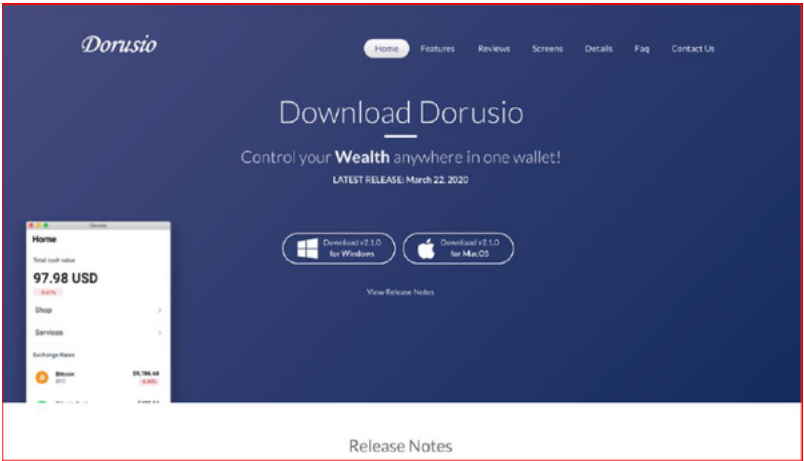 Dorusio
Home Features Reviews Screens Details Faq Contact Us
Download Dorusio
Control your Wealth anywhere in one wallet!
LATEST RELEASE: March 22, 2020
Download v2.1.0
for Windows
Download v2.1.0
for MacOS
View Release Notes
Dorusio
Home
Total cash value
97.98 USD
Shop
Services
Exchange Rates
Bitcoin
BTC
Release Notes